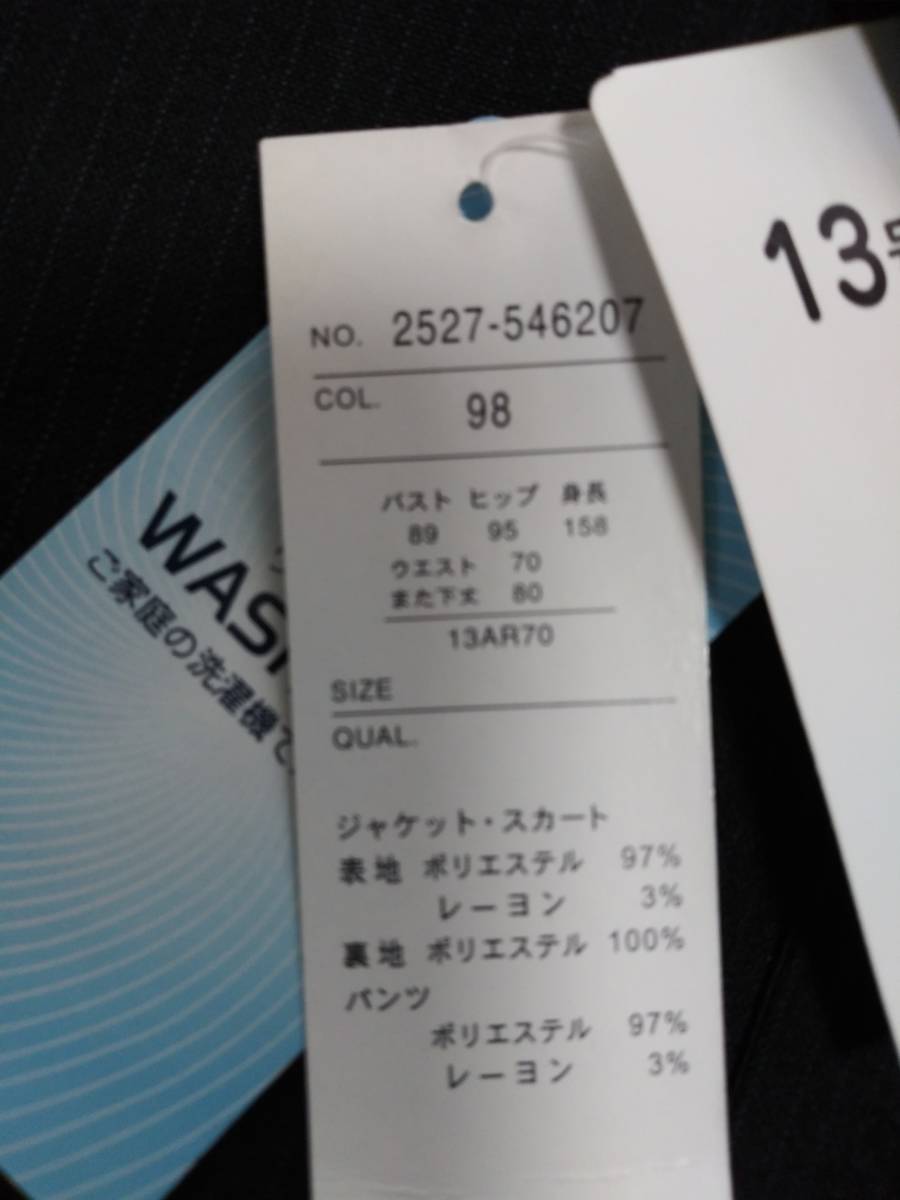 13号
NO. 2527-546207
COL. 98
バスト ヒップ 身長
89 95 158
ウエスト 70
また下丈 80
13AR70
SIZE
QUAL.
ジャケット・スカート
表地 ポリエステル 97%
レーヨン 3%
裏地 ポリエステル 100%
パンツ
ポリエステル 97%
レーヨン 3%
WASH
ご家庭の洗濯機で